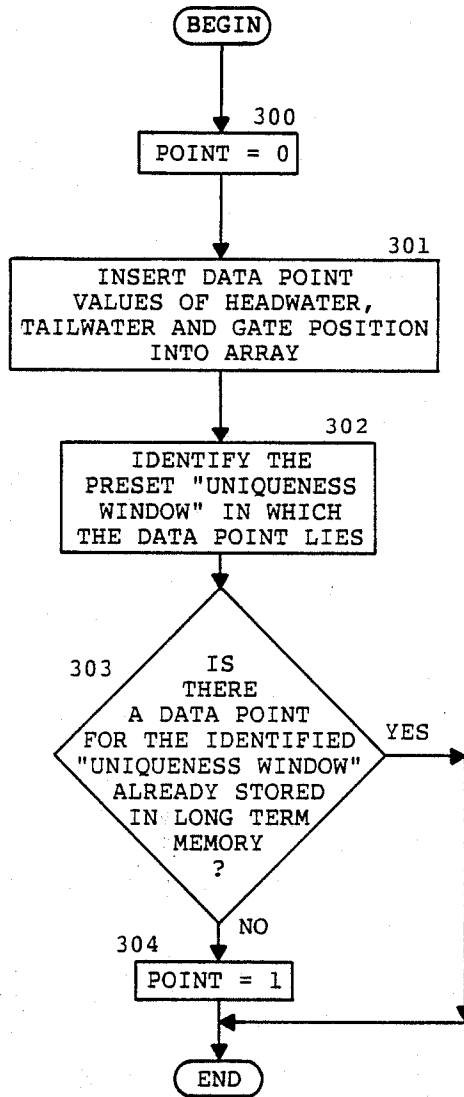 BEGIN
300
POINT = 0
301
INSERT DATA POINT
VALUES OF HEADWATER,
TAILWATER AND GATE POSITION
INTO ARRAY
302
IDENTIFY THE
PRESET "UNIQUENESS
WINDOW" IN WHICH
THE DATA POINT LIES
303
IS
THERE
A DATA POINT
FOR THE IDENTIFIED
"UNIQUENESS WINDOW"
ALREADY STORED
IN LONG TERM
MEMORY
?
YES
NO
304
POINT = 1
END